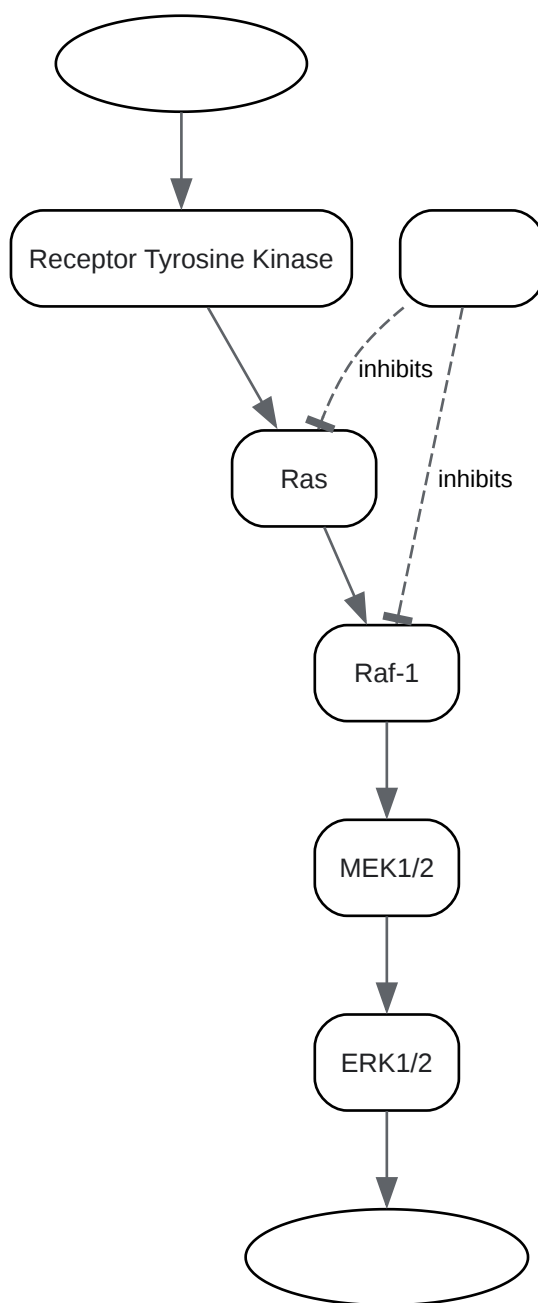 Receptor Tyrosine Kinase
inhibits
Ras
inhibits
Raf-1
MEK1/2
ERK1/2